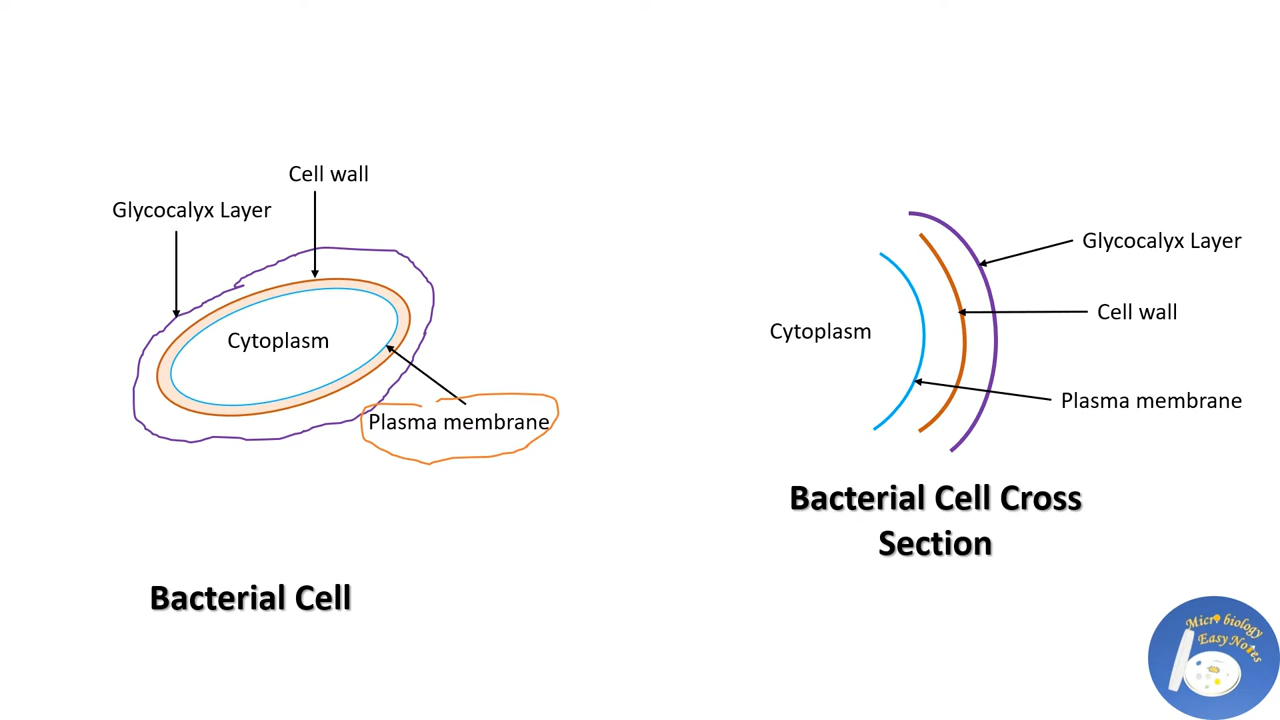 Cell wall
Glycocalyx Layer
Cytoplasm
Plasma membrane
Bacterial Cell
Glycocalyx Layer
Cell wall
Cytoplasm
Plasma membrane
Bacterial Cell Cross
Section
Micro biology
Easy Notes